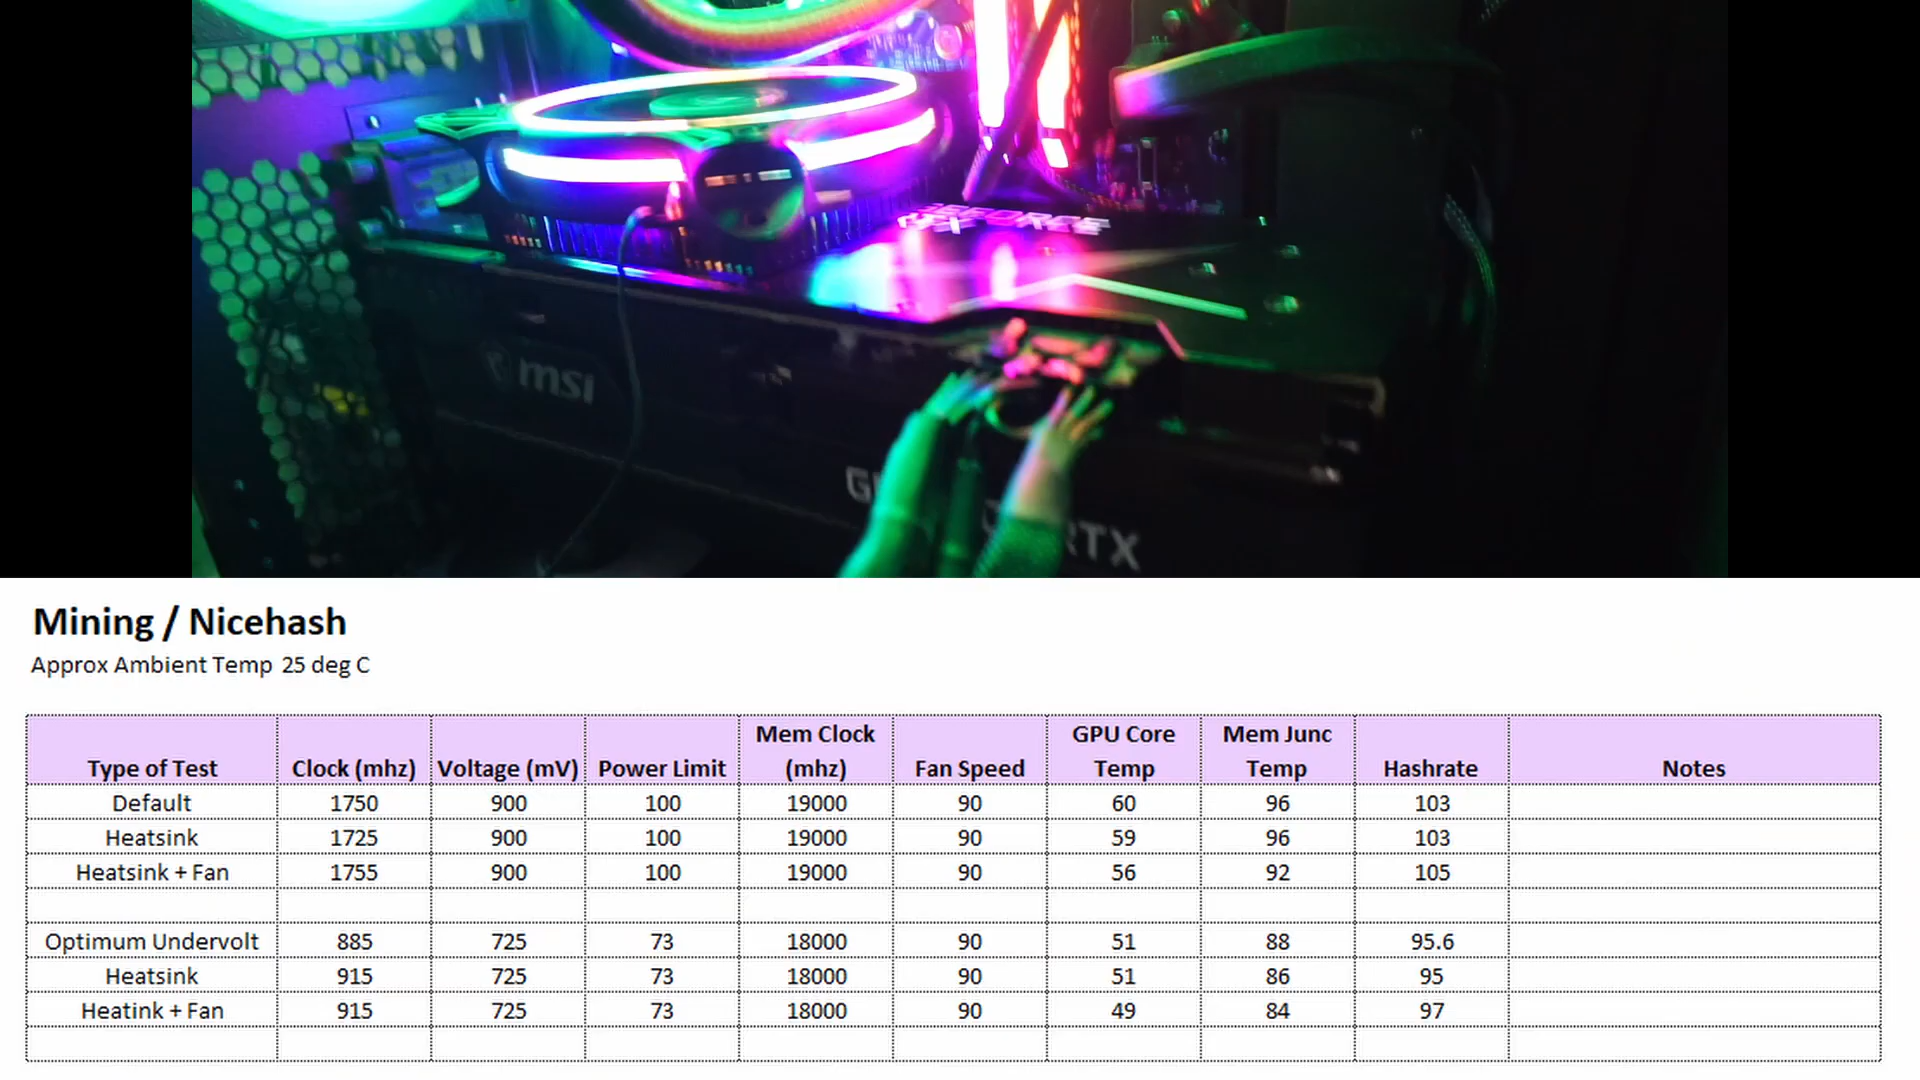 GEFORCE
msi
RTX
Mining / Nicehash
Approx Ambient Temp 25 deg C
Type of Test Clock (mhz) Voltage (mV) Power Limit Mem Clock (mhz) Fan Speed GPU Core Temp Mem Junc Temp Hashrate Notes
Default 1750 900 100 19000 90 60 96 103
Heatsink 1725 900 100 19000 90 59 96 103
Heatsink + Fan 1755 900 100 19000 90 56 92 105
Optimum Undervolt 885 725 73 18000 90 51 88 95.6
Heatsink 915 725 73 18000 90 51 86 95
Heatink + Fan 915 725 73 18000 90 49 84 97